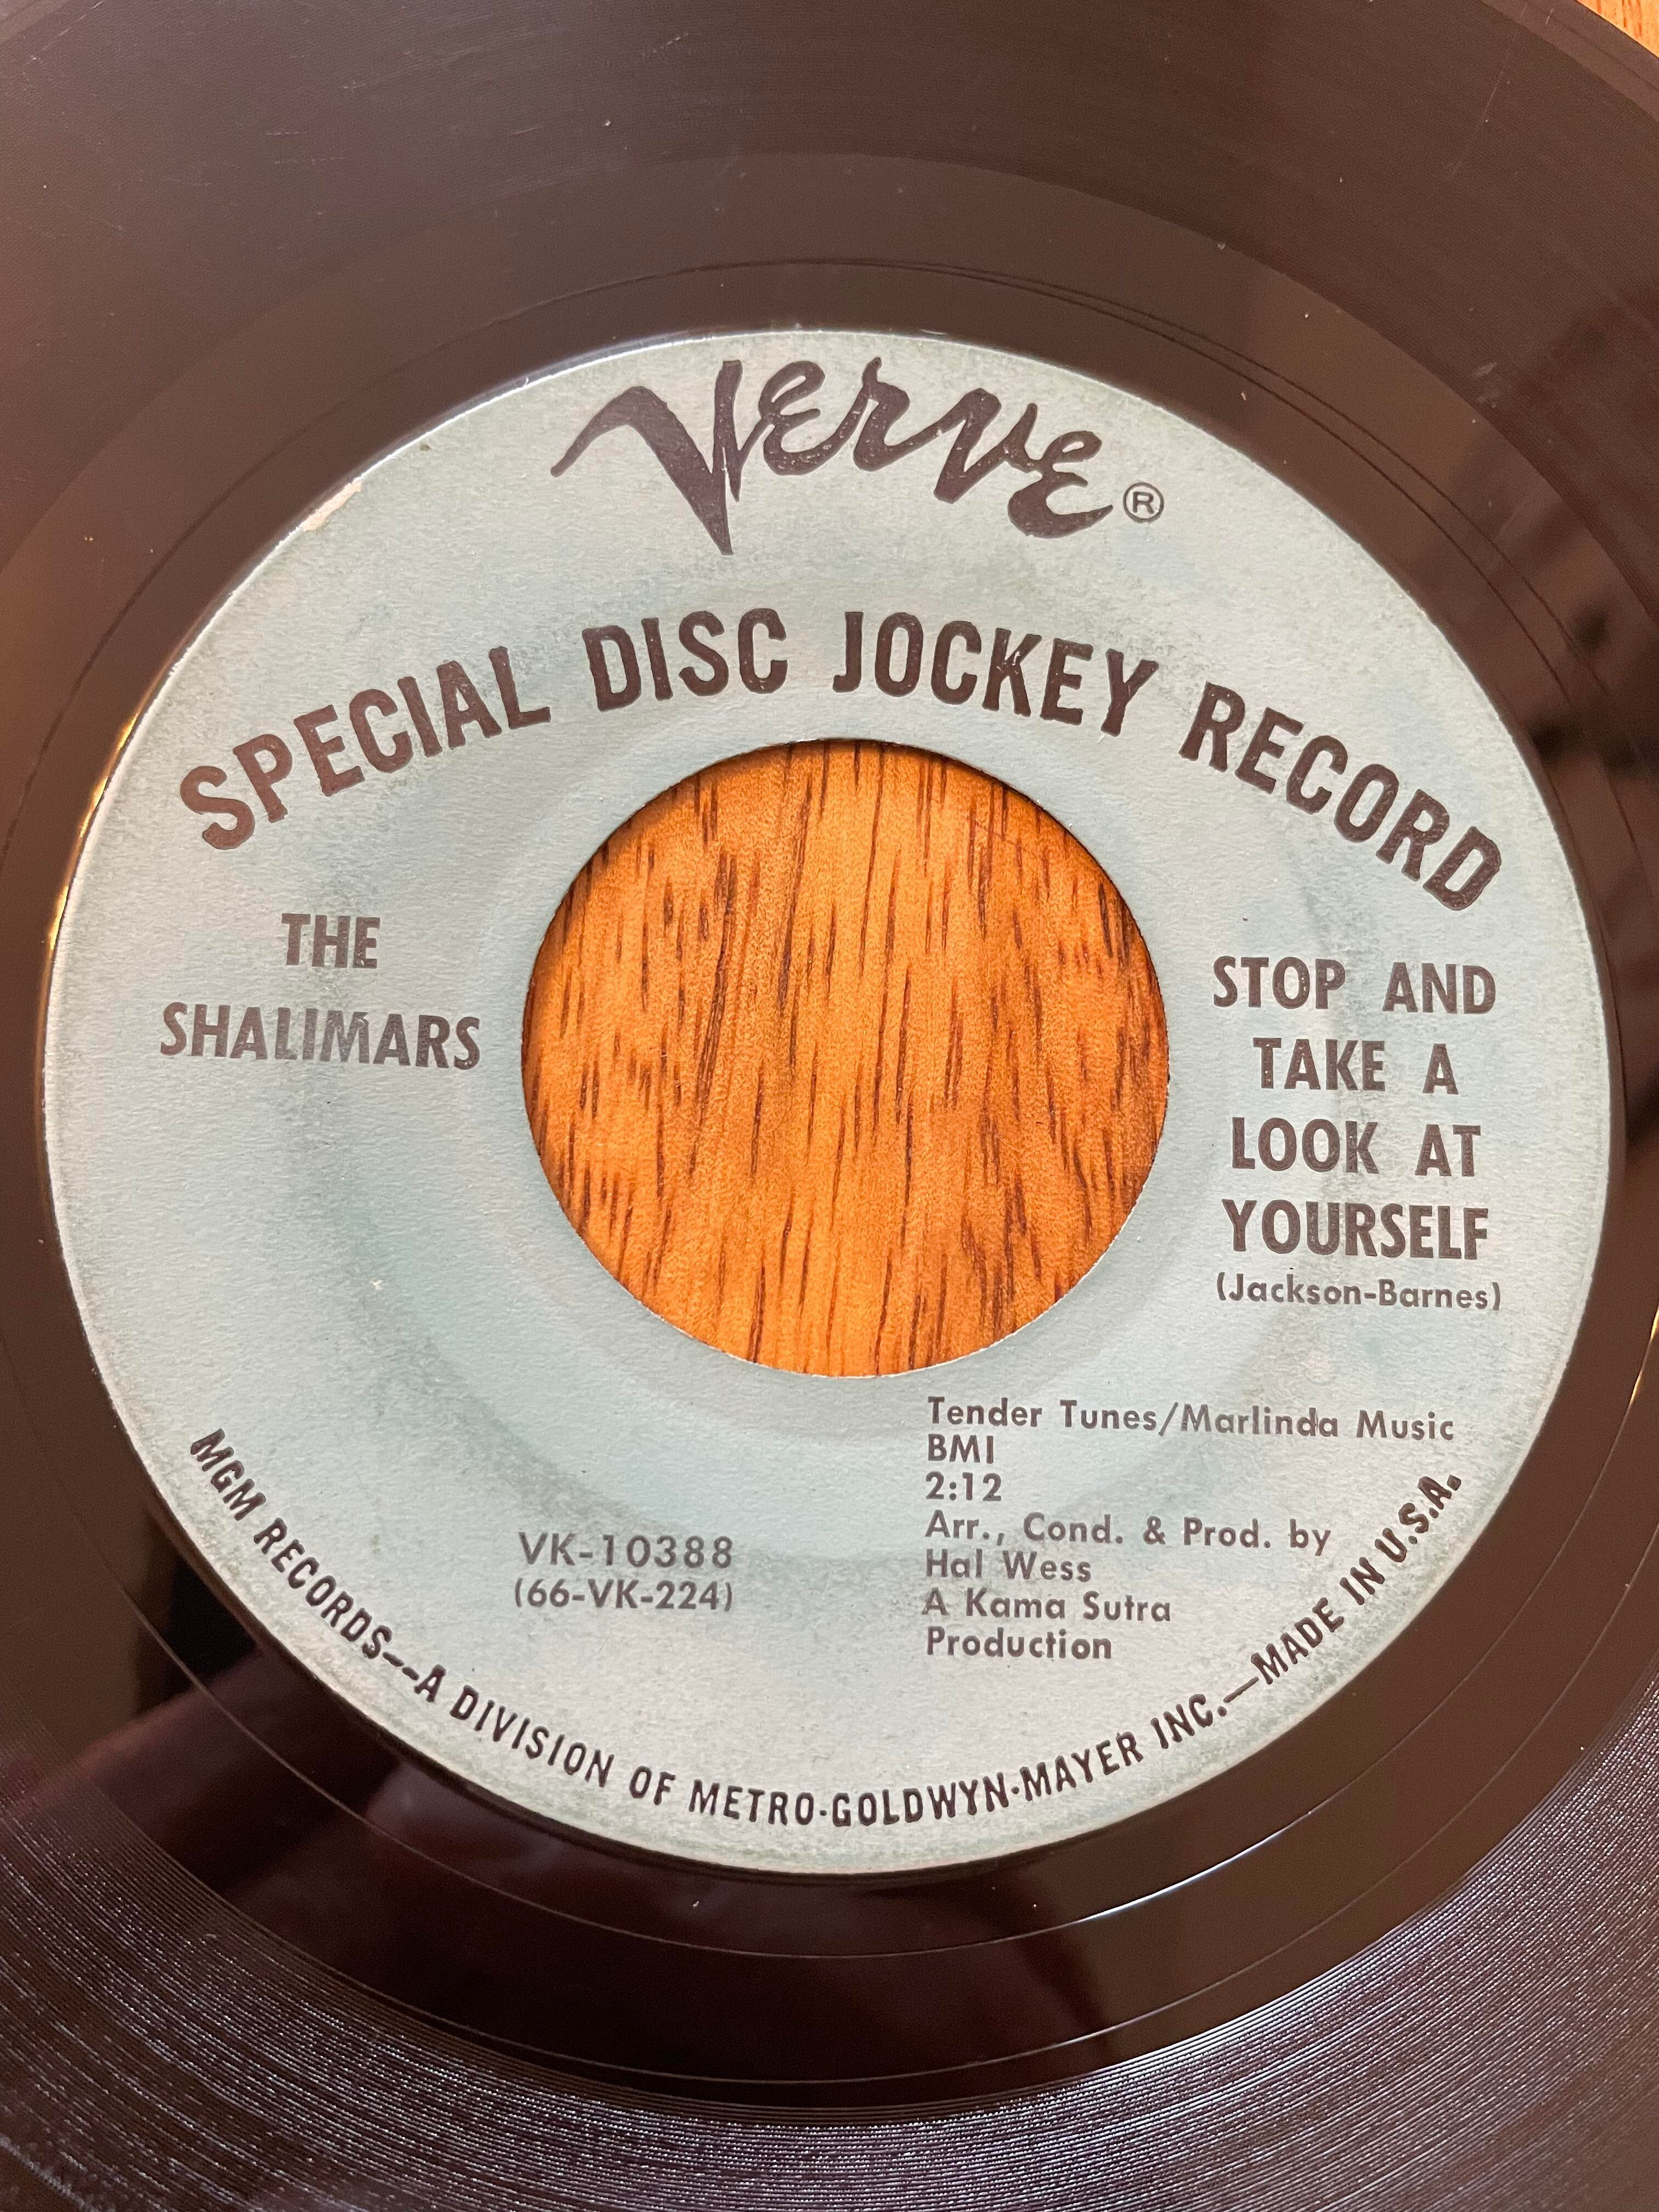 Verve®
SPECIAL DISC JOCKEY RECORD
THE
SHALIMARS
STOP AND
TAKE A
LOOK AT
YOURSELF
(Jackson-Barnes)
Tender Tunes/Marlinda Music
BMI
2:12
Arr., Cond. & Prod. by
Hal Wess
A Kama Sutra
Production
VK-10388
(66-VK-224)
MGM RECORDS--A DIVISION OF METRO-GOLDWYN-MAYER INC.—MADE IN U.S.A.